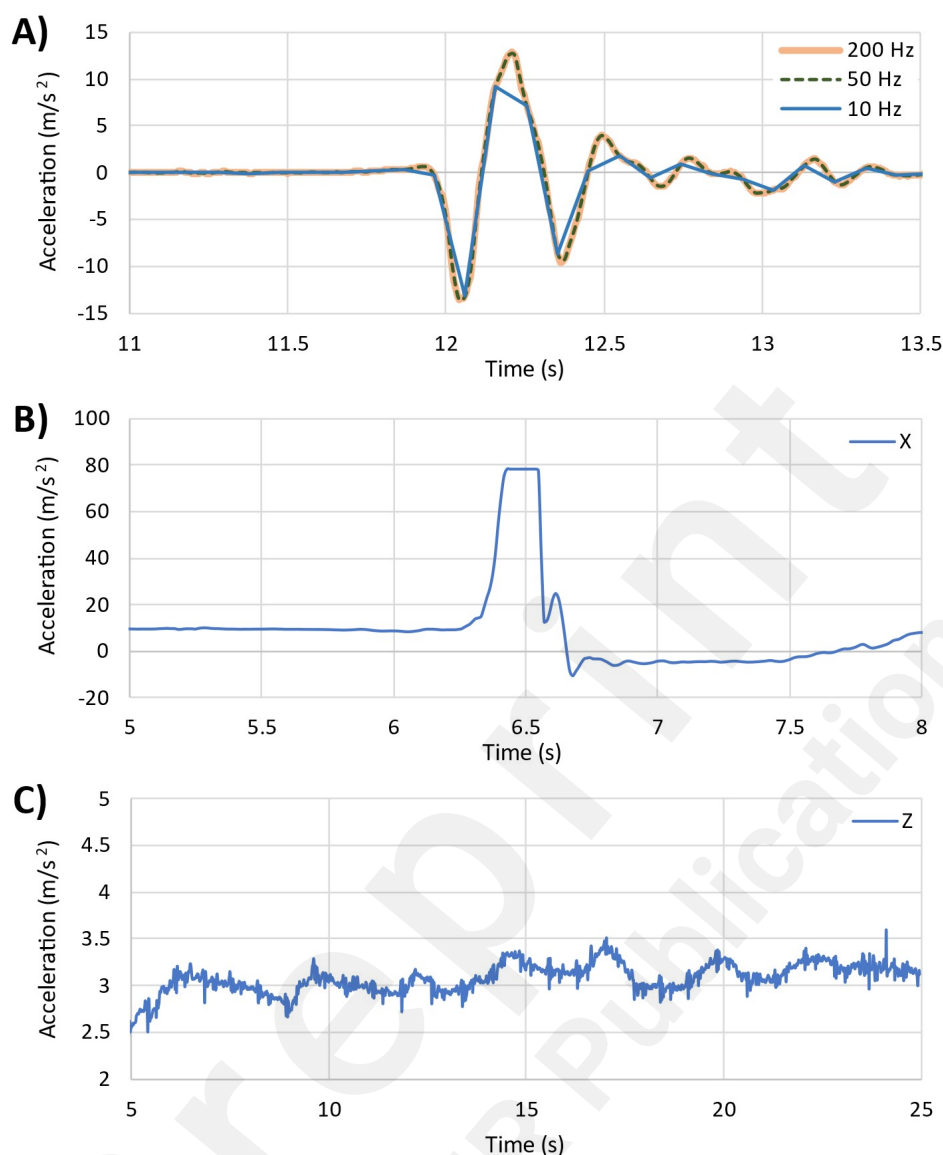 A)
Acceleration (m/s²)
15
10
5
0
-5
-10
-15
200 Hz
50 Hz
10 Hz
11 11.5 12 12.5 13 13.5
Time (s)
B)
Acceleration (m/s²)
100
80
60
40
20
0
-20
X
5 5.5 6 6.5 7 7.5 8
Time (s)
C)
Acceleration (m/s²)
5
4.5
4
3.5
3
2.5
2
Z
5 10 15 20 25
Time (s)
reprint
R Publication